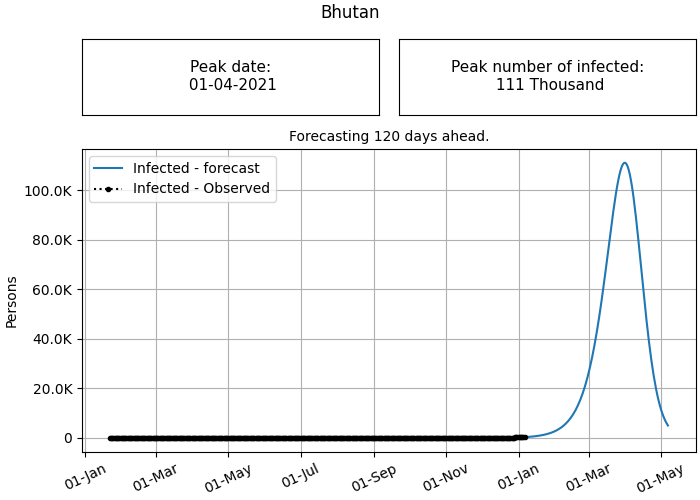 Bhutan
Peak date:
01-04-2021
Peak number of infected:
111 Thousand
Forecasting 120 days ahead.
Infected - forecast
Infected - Observed
100.0K
80.0K
60.0K
40.0K
20.0K
0
Persons
01-Jan
01-Mar
01-May
01-Jul
01-Sep
01-Nov
01-Jan
01-Mar
01-May